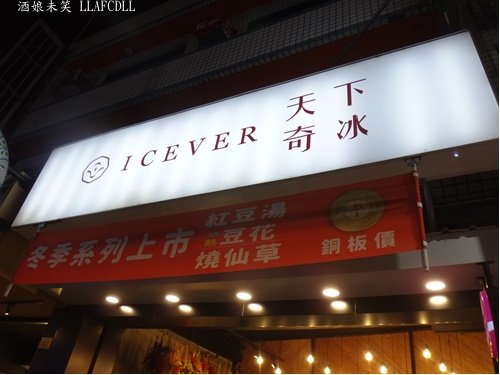 酒娘未笑 LLAFCDLL
ICEVER 天下奇冰
冬季系列上市
紅豆湯
熱豆花
燒仙草
銅板價